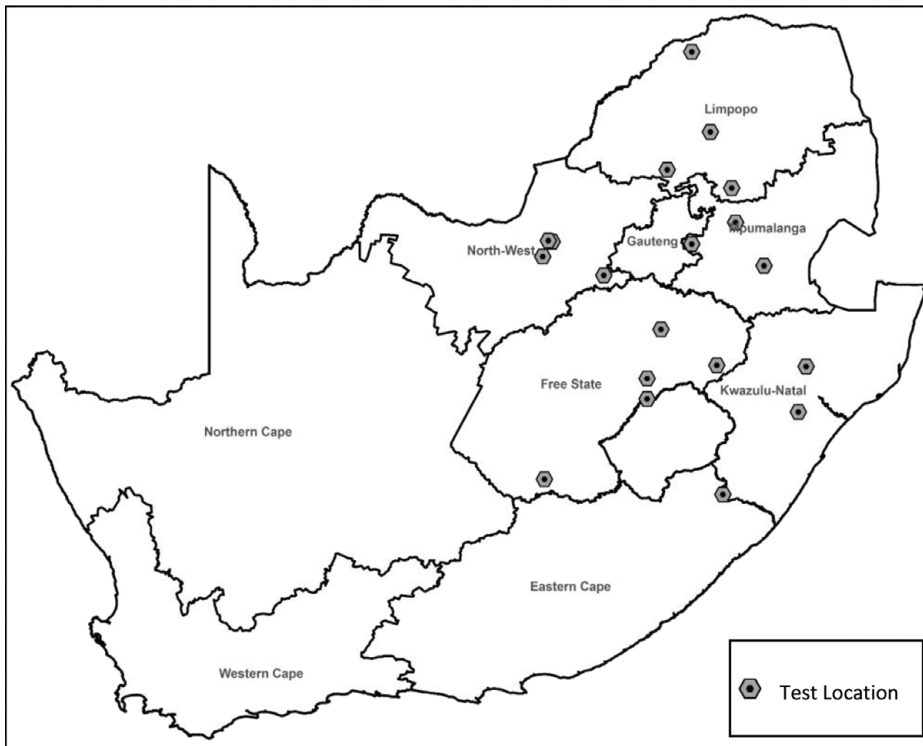 Limpopo
North-West
Gauteng
Mpumalanga
Free State
Kwazulu-Natal
Northern Cape
Eastern Cape
Western Cape
Test Location